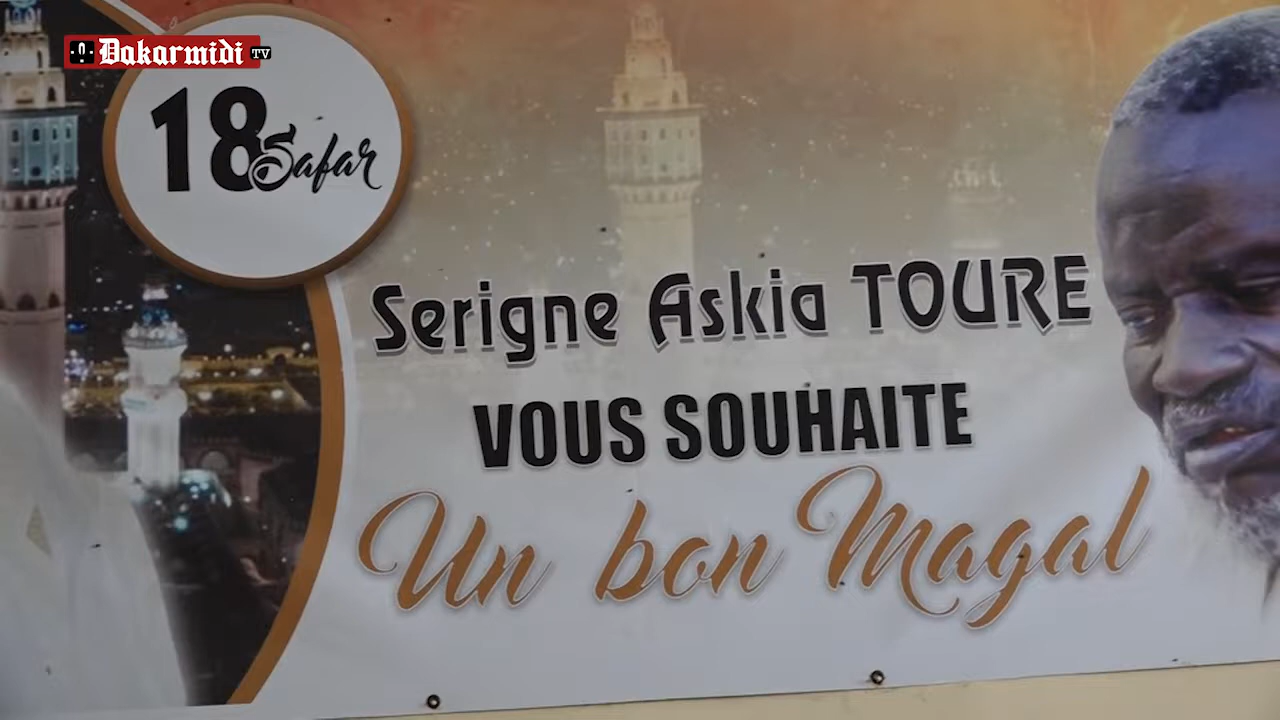 Dakarmidi TV
18 Safar
Serigne Askia TOURE
VOUS SOUHAITE
Un bon Magal